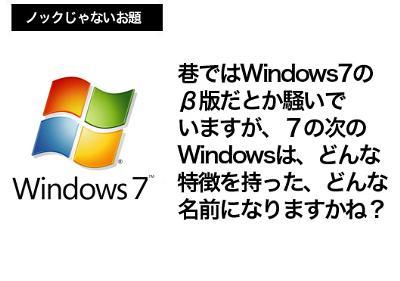 ノックじゃないお題
巷ではWindows7の
β版だとか騒いで
いますが、７の次の
Windowsは、どんな
特徴を持った、どんな
名前になりますかね？
®
Windows 7™